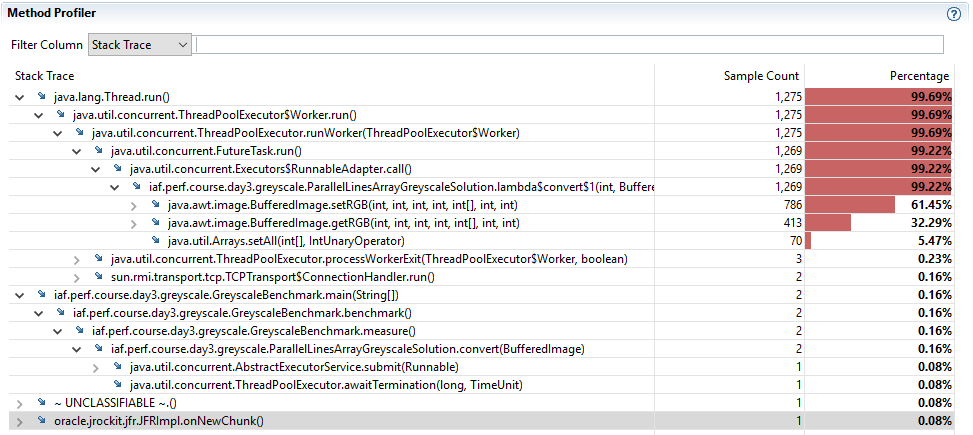 Method Profiler
Filter Column Stack Trace
Stack Trace Sample Count Percentage
java.lang.Thread.run() 1,275 99.69%
java.util.concurrent.ThreadPoolExecutor$Worker.run() 1,275 99.69%
java.util.concurrent.ThreadPoolExecutor.runWorker(ThreadPoolExecutor$Worker) 1,275 99.69%
java.util.concurrent.FutureTask.run() 1,269 99.22%
java.util.concurrent.Executors$RunnableAdapter.call() 1,269 99.22%
iaf.perf.course.day3.greyscale.ParallelLinesArrayGreyscaleSolution.lambda$convert$1(int, Buffere 1,269 99.22%
java.awt.image.BufferedImage.setRGB(int, int, int, int, int[], int, int) 786 61.45%
java.awt.image.BufferedImage.getRGB(int, int, int, int, int[], int, int) 413 32.29%
java.util.Arrays.setAll(int[], IntUnaryOperator) 70 5.47%
java.util.concurrent.ThreadPoolExecutor.processWorkerExit(ThreadPoolExecutor$Worker, boolean) 3 0.23%
sun.rmi.transport.tcp.TCPTransport$ConnectionHandler.run() 2 0.16%
iaf.perf.course.day3.greyscale.GreyscaleBenchmark.main(String[]) 2 0.16%
iaf.perf.course.day3.greyscale.GreyscaleBenchmark.benchmark() 2 0.16%
iaf.perf.course.day3.greyscale.GreyscaleBenchmark.measure() 2 0.16%
iaf.perf.course.day3.greyscale.ParallelLinesArrayGreyscaleSolution.convert(BufferedImage) 2 0.16%
java.util.concurrent.AbstractExecutorService.submit(Runnable) 1 0.08%
java.util.concurrent.ThreadPoolExecutor.awaitTermination(long, TimeUnit) 1 0.08%
~ UNCLASSIFIABLE ~.() 1 0.08%
oracle.jrockit.jfr.JFRImpl.onNewChunk() 1 0.08%